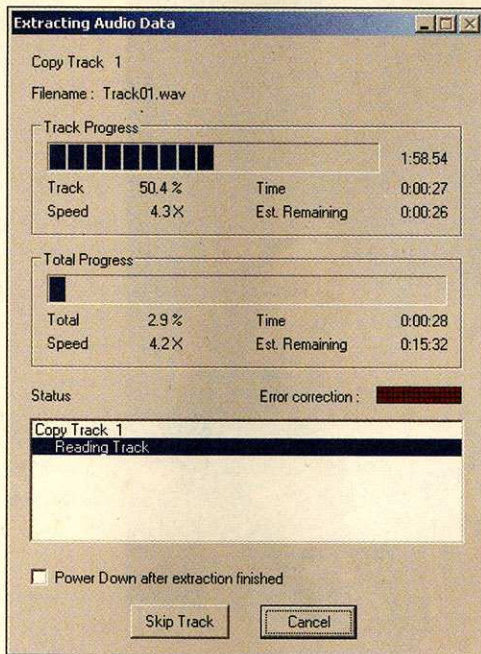 Extracting Audio Data
Copy Track 1
Filename : Track01.wav
Track Progress
1:58.54
Track 50.4 % Time 0:00:27
Speed 4.3 X Est. Remaining 0:00:26
Total Progress
Total 2.9 % Time 0:00:28
Speed 4.2 X Est. Remaining 0:15:32
Status Error correction :
Copy Track 1
Reading Track
Power Down after extraction finished
Skip Track Cancel